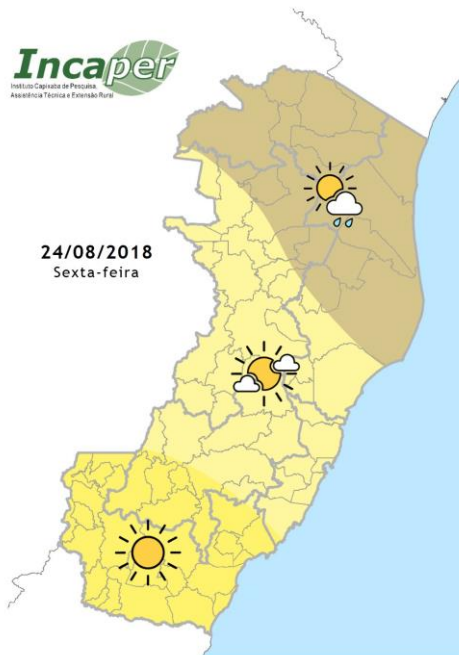 Incaper
Instituto Capixaba de Pesquisa,
Assistência Técnica e Extensão Rural
24/08/2018
Sexta-feira